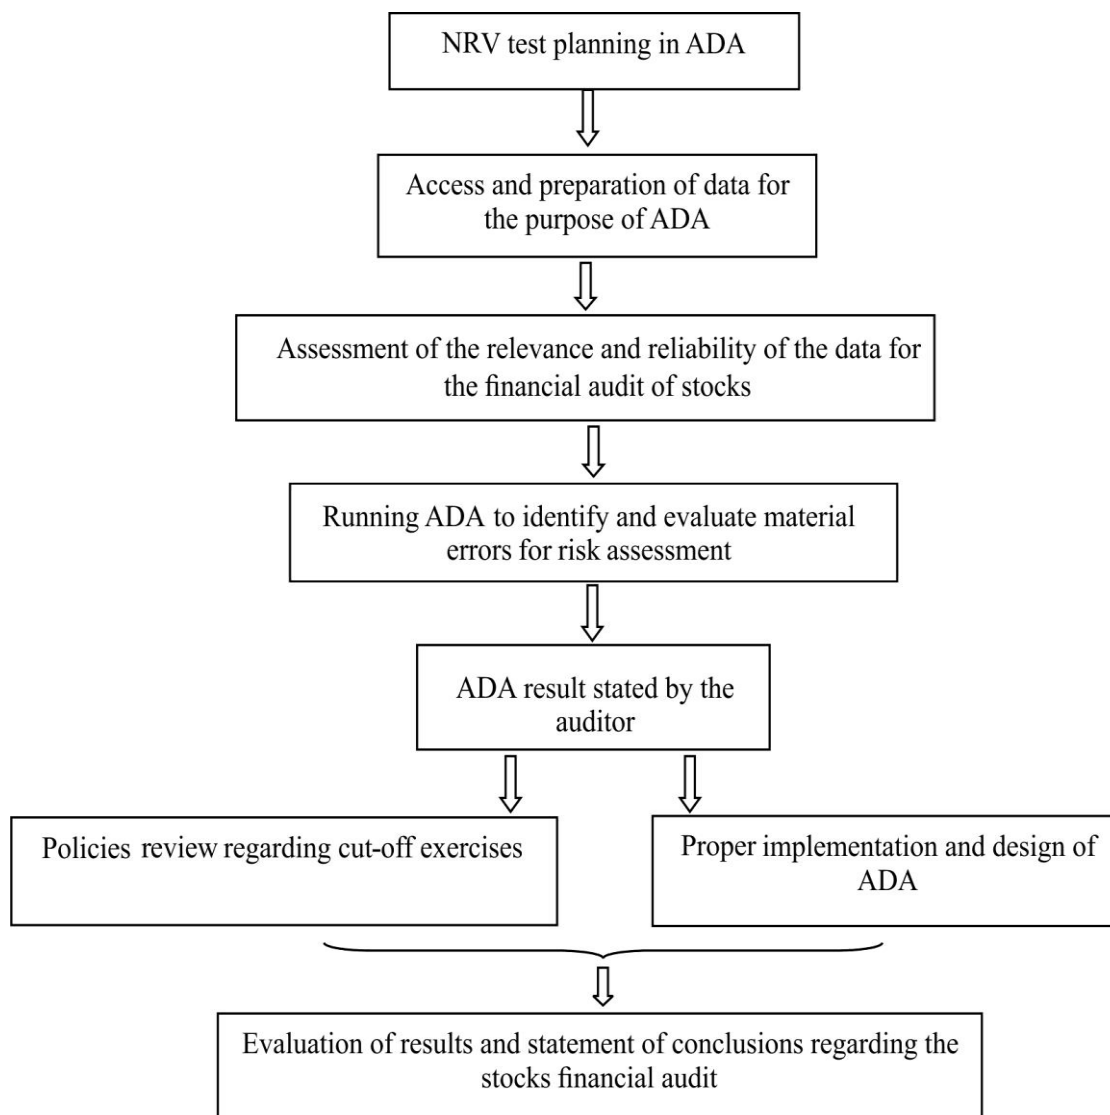 NRV test planning in ADA
Access and preparation of data for
the purpose of ADA
Assessment of the relevance and reliability of the data for
the financial audit of stocks
Running ADA to identify and evaluate material
errors for risk assessment
ADA result stated by the
auditor
Policies review regarding cut-off exercises
Proper implementation and design of
ADA
Evaluation of results and statement of conclusions regarding the
stocks financial audit